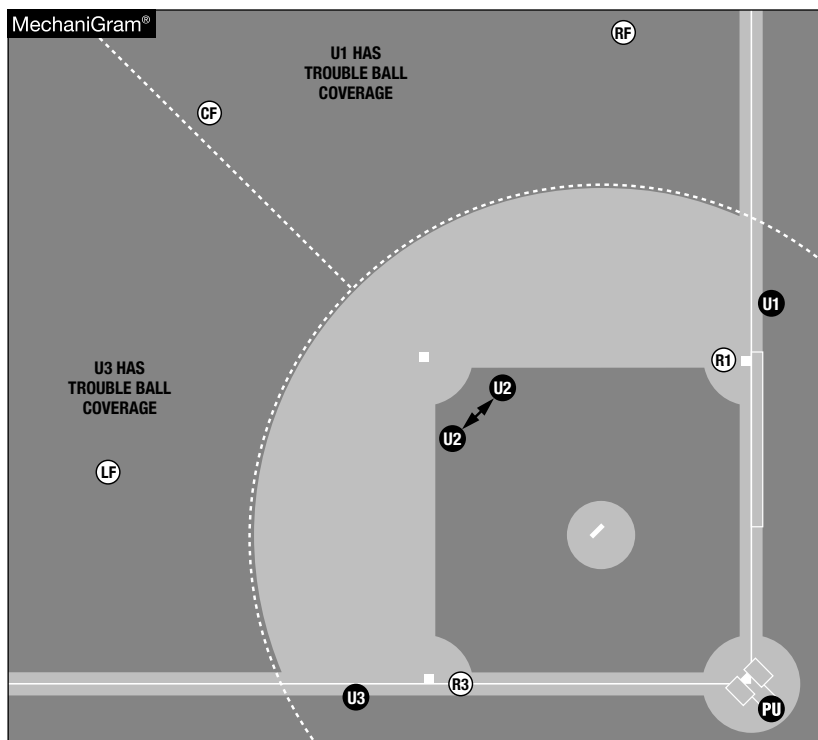 MechaniGram®
RF
U1 HAS
TROUBLE BALL
COVERAGE
CF
U1
R1
U3 HAS
TROUBLE BALL
COVERAGE
U2
U2
LF
R3
U3
PU